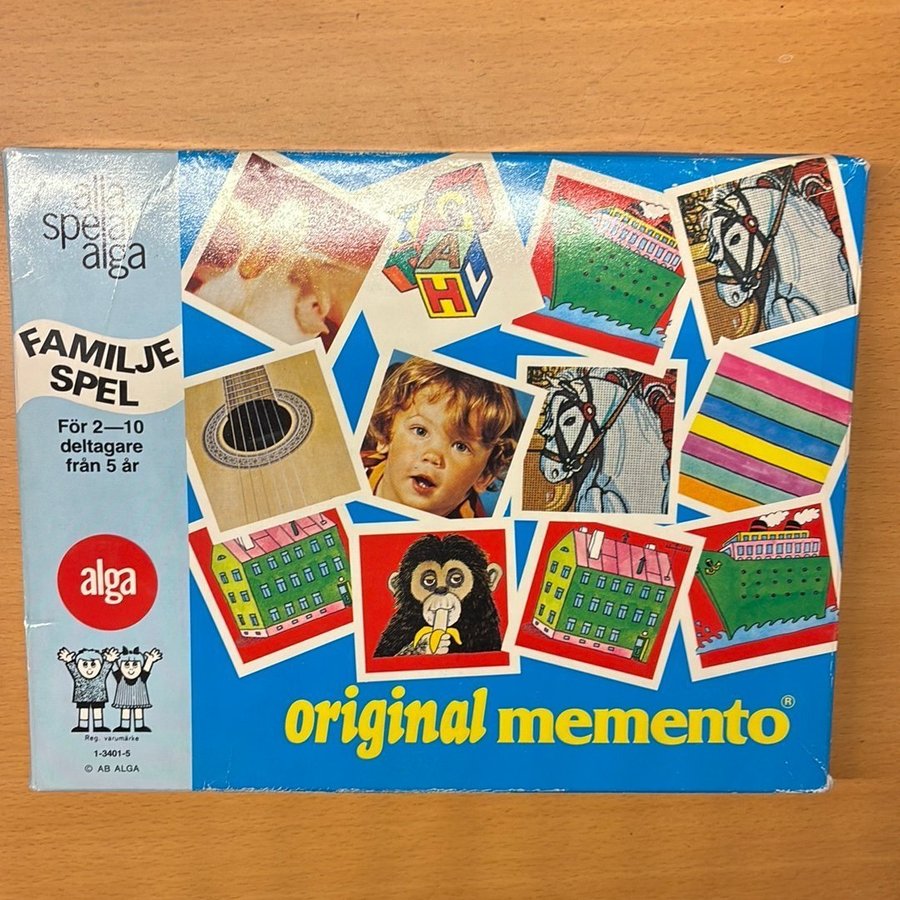 alla
spelar
alga
FAMILJE
SPEL
För 2—10
deltagare
från 5 år
alga
Reg. varumärke
1-3401-5
© AB ALGA
C
A H
H L
original memento®